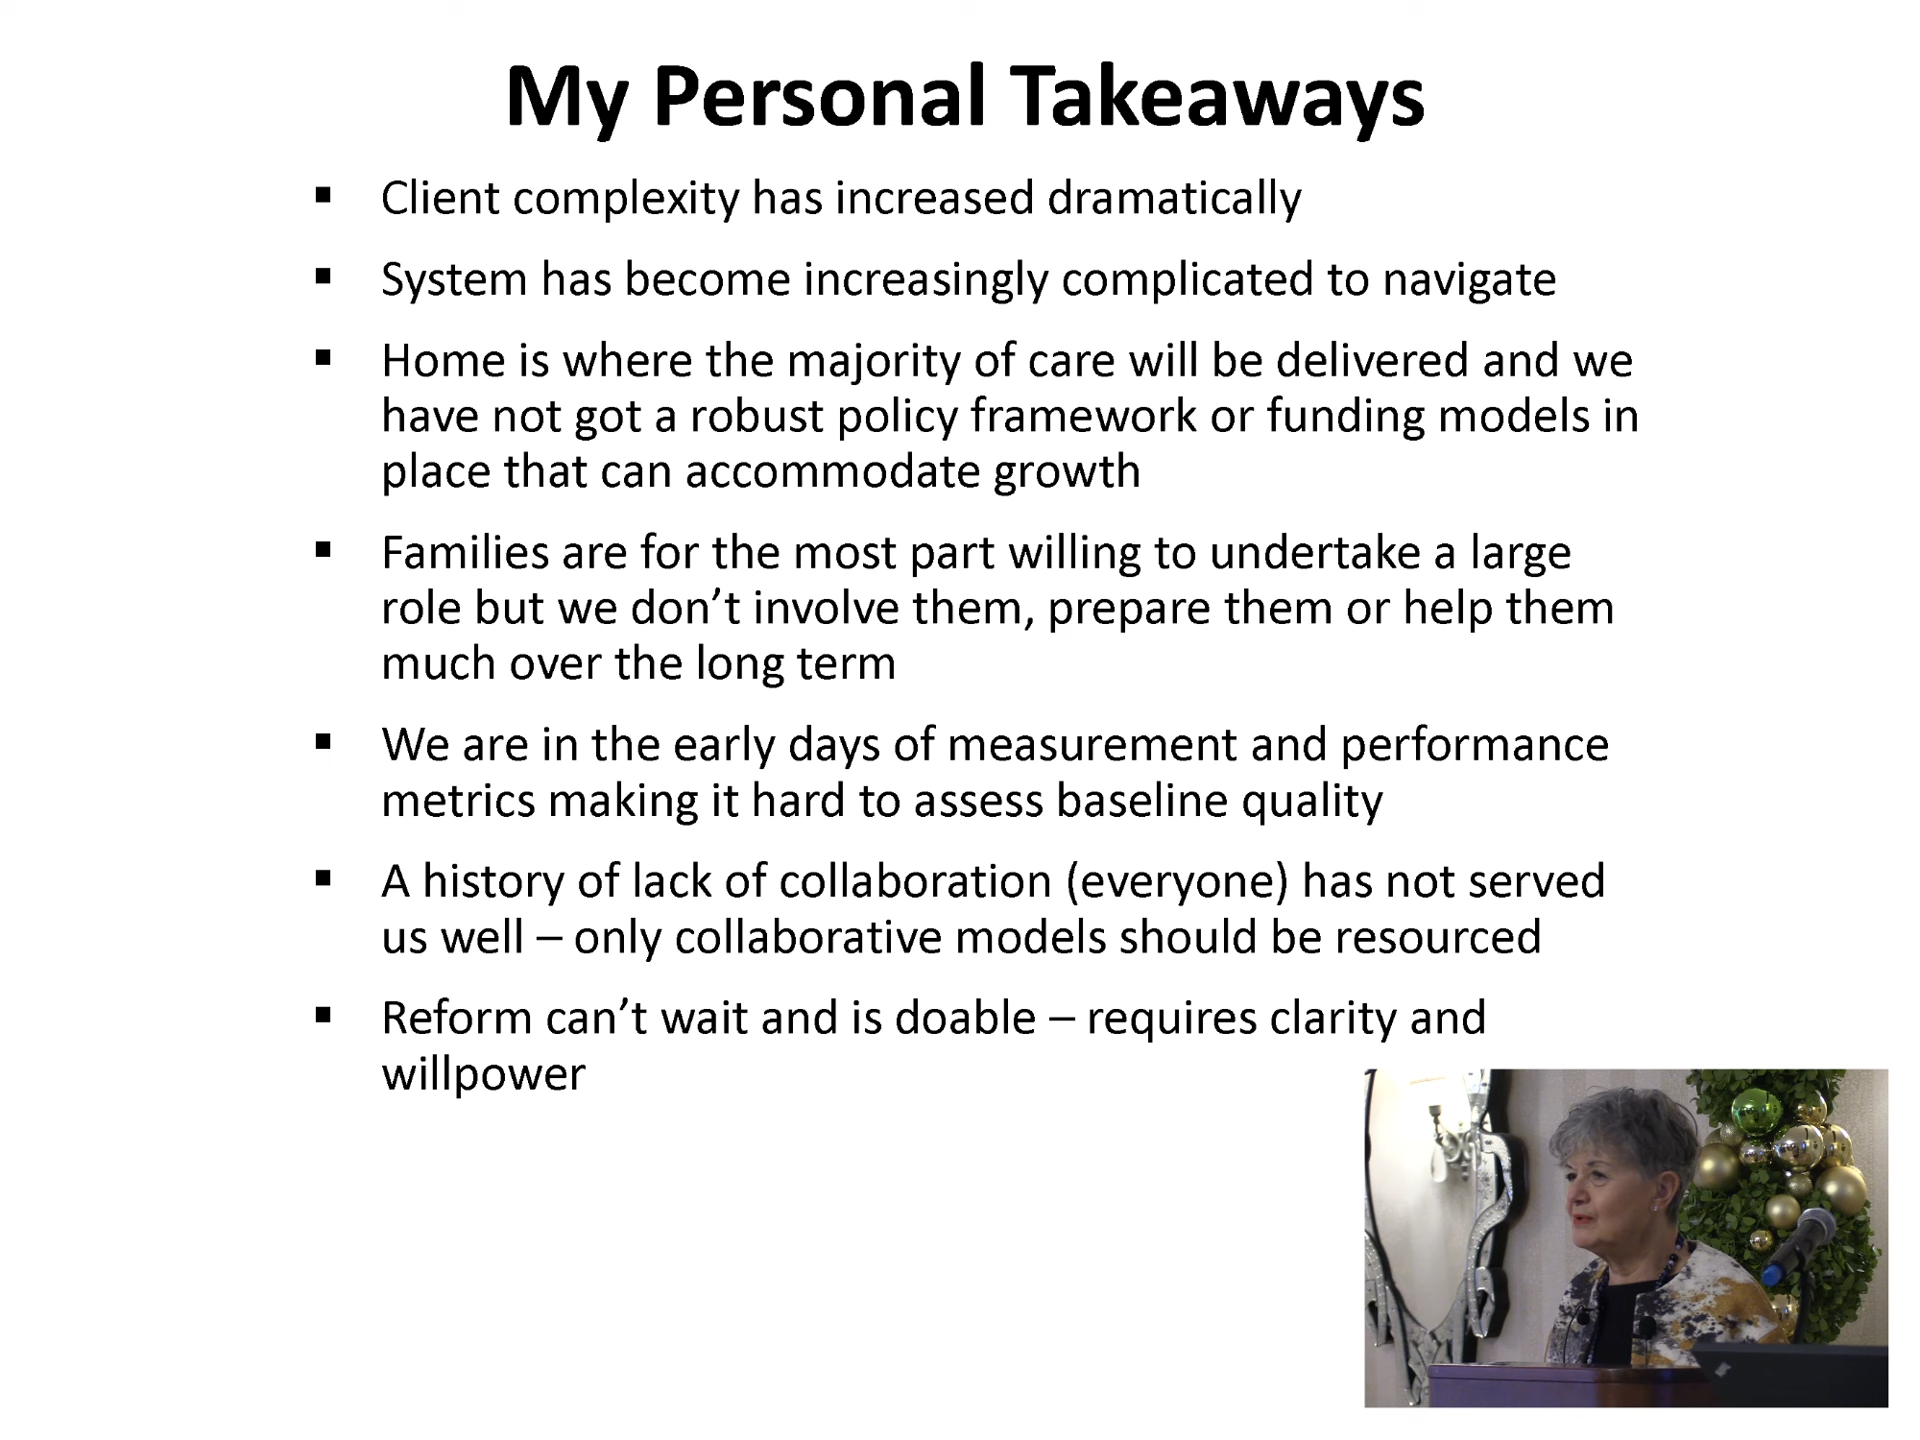 My Personal Takeaways
▪ Client complexity has increased dramatically
▪ System has become increasingly complicated to navigate
▪ Home is where the majority of care will be delivered and we
have not got a robust policy framework or funding models in
place that can accommodate growth
▪ Families are for the most part willing to undertake a large
role but we don’t involve them, prepare them or help them
much over the long term
▪ We are in the early days of measurement and performance
metrics making it hard to assess baseline quality
▪ A history of lack of collaboration (everyone) has not served
us well – only collaborative models should be resourced
▪ Reform can’t wait and is doable – requires clarity and
willpower